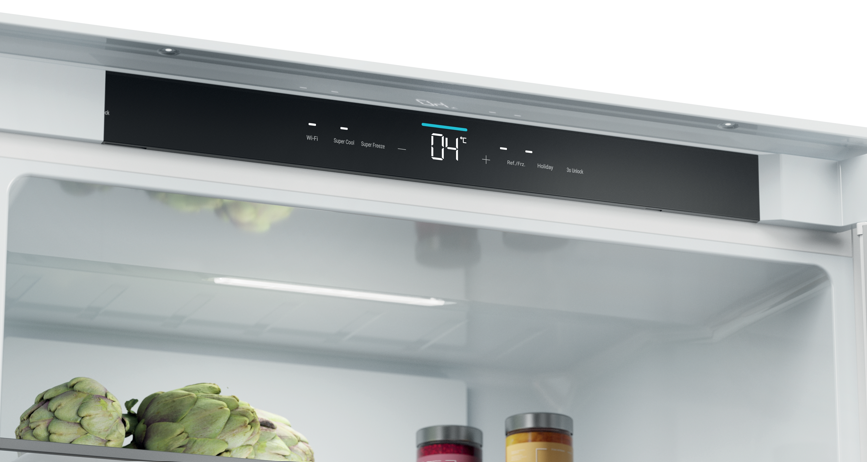 Wi-Fi
Super Cool
Super Freeze
04°C
Ref./Frz.
Holiday
3s Unlock